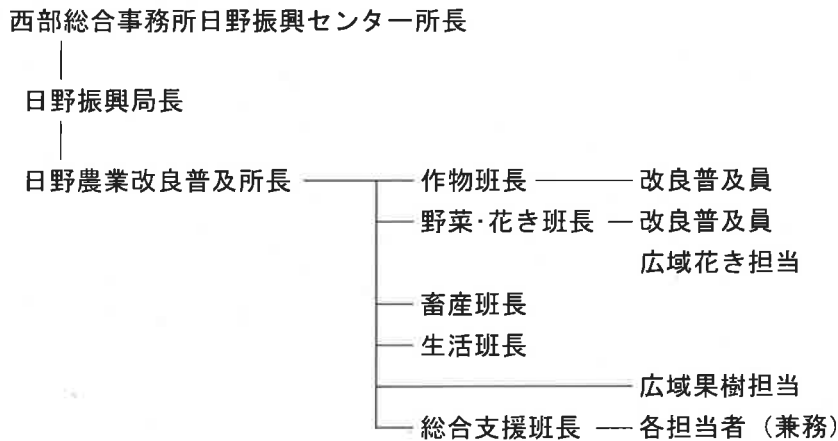 西部総合事務所日野振興センター所長
日野振興局長
日野農業改良普及所長 作物班長 改良普及員
野菜・花き班長 改良普及員
広域花き担当
畜産班長
生活班長
広域果樹担当
総合支援班長 各担当者（兼務）